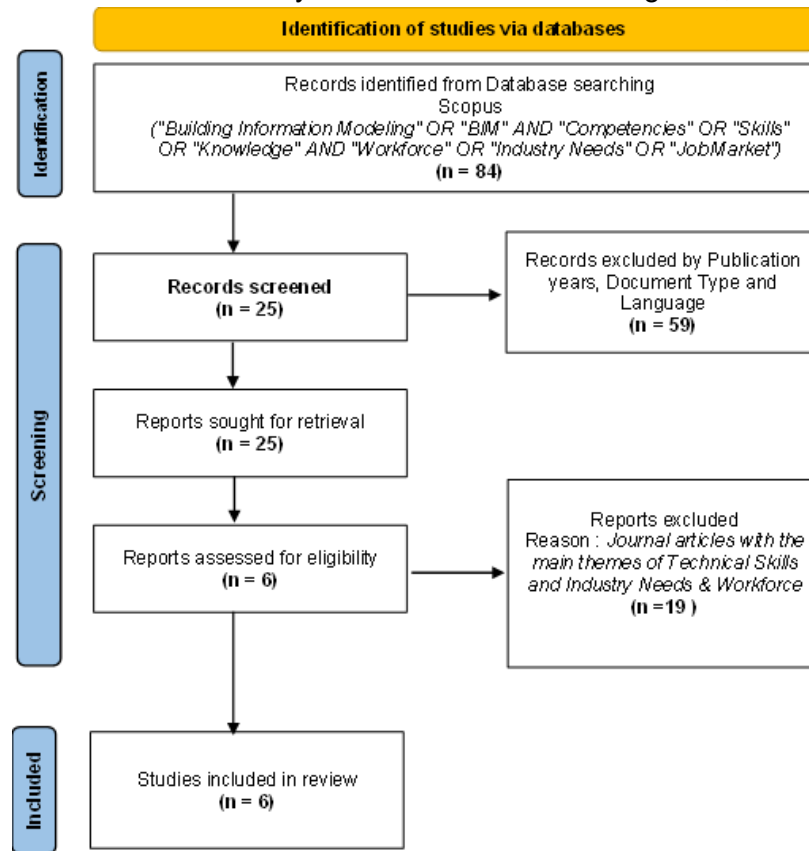 Identification of studies via databases
Identification
Records identified from Database searching
Scopus
("Building Information Modeling" OR "BIM" AND "Competencies" OR "Skills"
OR "Knowledge" AND "Workforce" OR "Industry Needs" OR "JobMarket")
(n = 84)
Screening
Records screened
(n = 25)
Records excluded by Publication
years, Document Type and
Language
(n = 59)
Reports sought for retrieval
(n = 25)
Reports assessed for eligibility
(n = 6)
Reports excluded
Reason : Journal articles with the
main themes of Technical Skills
and Industry Needs & Workforce
(n =19 )
Included
Studies included in review
(n = 6)